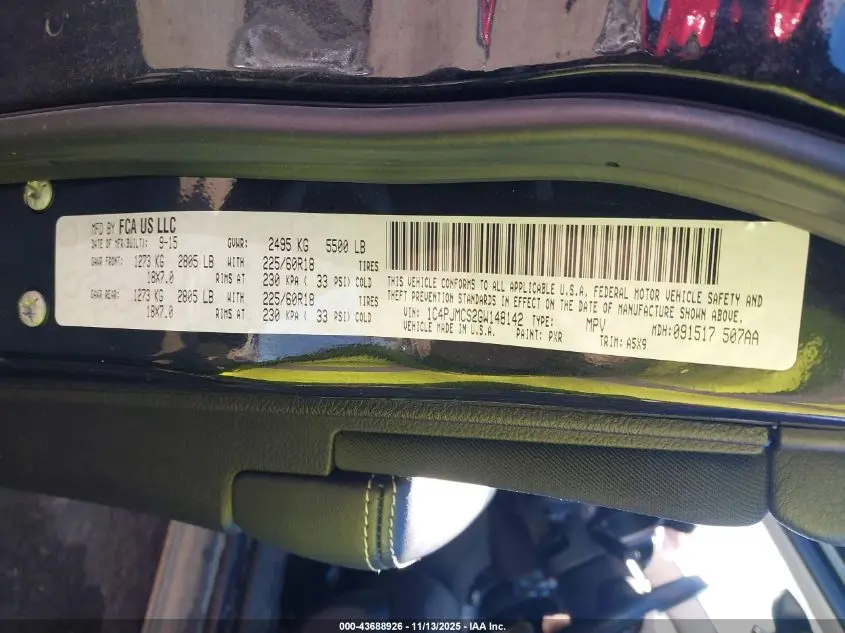 MFD BY FCA US LLC
DATE OF MFR(BUILT): 9-15 GVWR: 2495 KG 5500 LB
GAWR FRONT: 1273 KG 2805 LB WITH 225/60R18 TIRES
18X7.0 RIMS AT 230 KPA ( 33 PSI) COLD
GAWR REAR: 1273 KG 2805 LB WITH 225/60R18 TIRES
18X7.0 RIMS AT 230 KPA ( 33 PSI) COLD
THIS VEHICLE CONFORMS TO ALL APPLICABLE U.S.A. FEDERAL MOTOR VEHICLE SAFETY AND
THEFT PREVENTION STANDARDS IN EFFECT ON THE DATE OF MANUFACTURE SHOWN ABOVE.
VIN: 1C4PJMCS2GW148142 TYPE: MPV MDH: 091517 507AA
VEHICLE MADE IN U.S.A. PAINT: PXR TRIM: A5X9
000-43688926 - 11/13/2025 - IAA Inc.